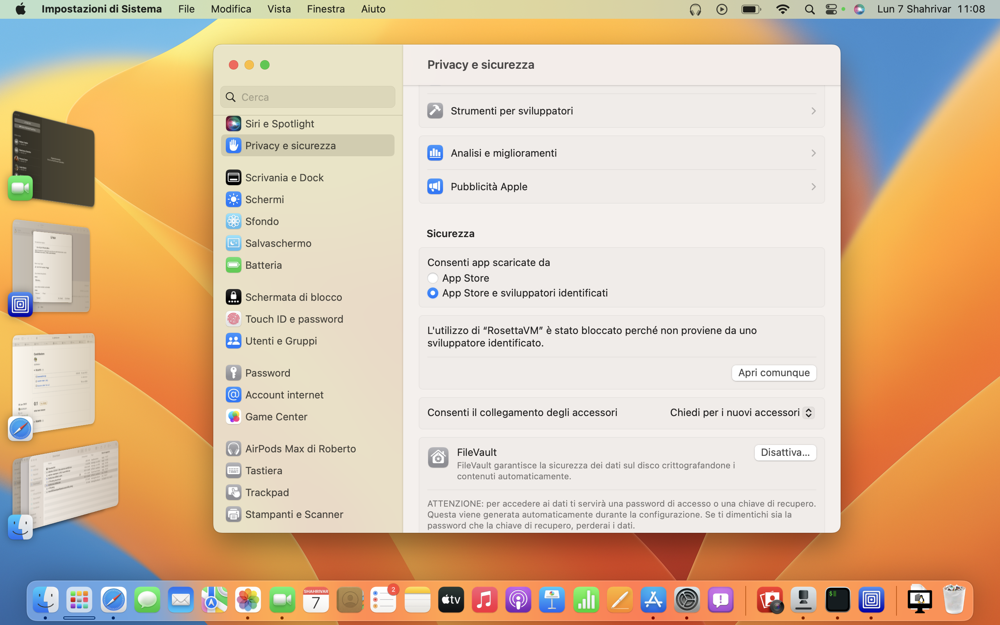 Impostazioni di Sistema File Modifica Vista Finestra Aiuto
Lun 7 Shahrivar 11:08
Cerca
Siri e Spotlight
Privacy e sicurezza
Scrivania e Dock
Schermi
Sfondo
Salvaschermo
Batteria
Schermata di blocco
Touch ID e password
Utenti e Gruppi
Password
Account internet
Game Center
AirPods Max di Roberto
Tastiera
Trackpad
Stampanti e Scanner
Privacy e sicurezza
Strumenti per sviluppatori
Analisi e miglioramenti
Pubblicità Apple
Sicurezza
Consenti app scaricate da
App Store
App Store e sviluppatori identificati
L'utilizzo di “RosettaVM” è stato bloccato perché non proviene da uno
sviluppatore identificato.
Apri comunque
Consenti il collegamento degli accessori Chiedi per i nuovi accessori
FileVault Disattiva...
FileVault garantisce la sicurezza dei dati sul disco crittografandone i
contenuti automaticamente.
ATTENZIONE: per accedere ai dati ti servirà una password di accesso o una chiave di recupero.
Questa viene generata automaticamente durante la configurazione. Se ti dimentichi sia la
password che la chiave di recupero, perderai i dati.
Linux
Contributors
0.1
SHAHRIVAR
7
2
tv
$